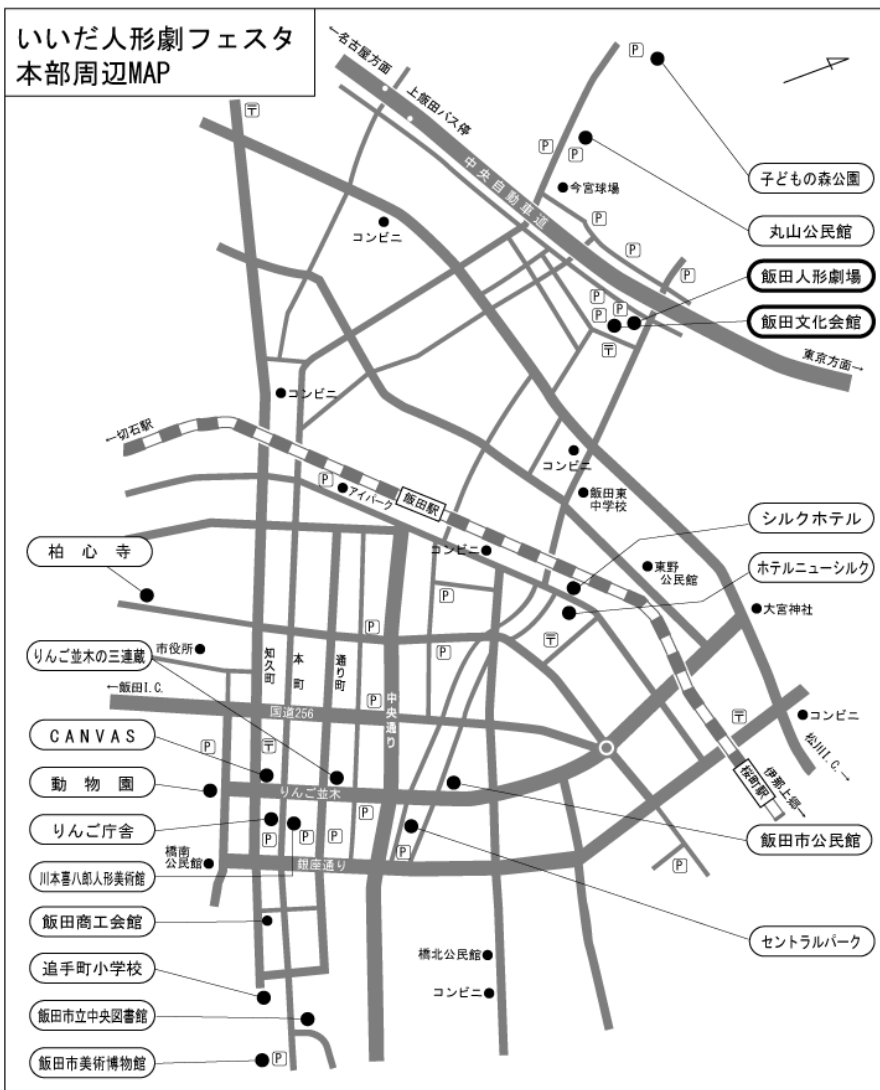 いいだ人形劇フェスタ
本部周辺MAP
←名古屋方面
上飯田バス停
中央自動車道
P
子どもの森公園
P
P
今宮球場
丸山公民館
P
P
P
飯田人形劇場
P
P
P
飯田文化会館
〒
〒
東京方面→
コンビニ
コンビニ
←切石駅
P
アイパーク
飯田駅
コンビニ
飯田東
中学校
コンビニ
シルクホテル
東野
公民館
ホテルニューシルク
大宮神社
柏心寺
P
P
〒
市役所
りんご並木の三連蔵
知久町
本町
通り町
P
P
中央通り
←飯田I.C.
国道256
〒
コンビニ
松川I.C.→
CANVAS
P
〒
動物園
りんご並木
桜町駅
伊那上郷→
りんご庁舎
P
P
P
P
P
飯田市公民館
橋南
公民館
銀座通り
P
川本喜八郎人形美術館
飯田商工会館
セントラルパーク
橋北公民館
追手町小学校
コンビニ
飯田市立中央図書館
飯田市美術博物館
P